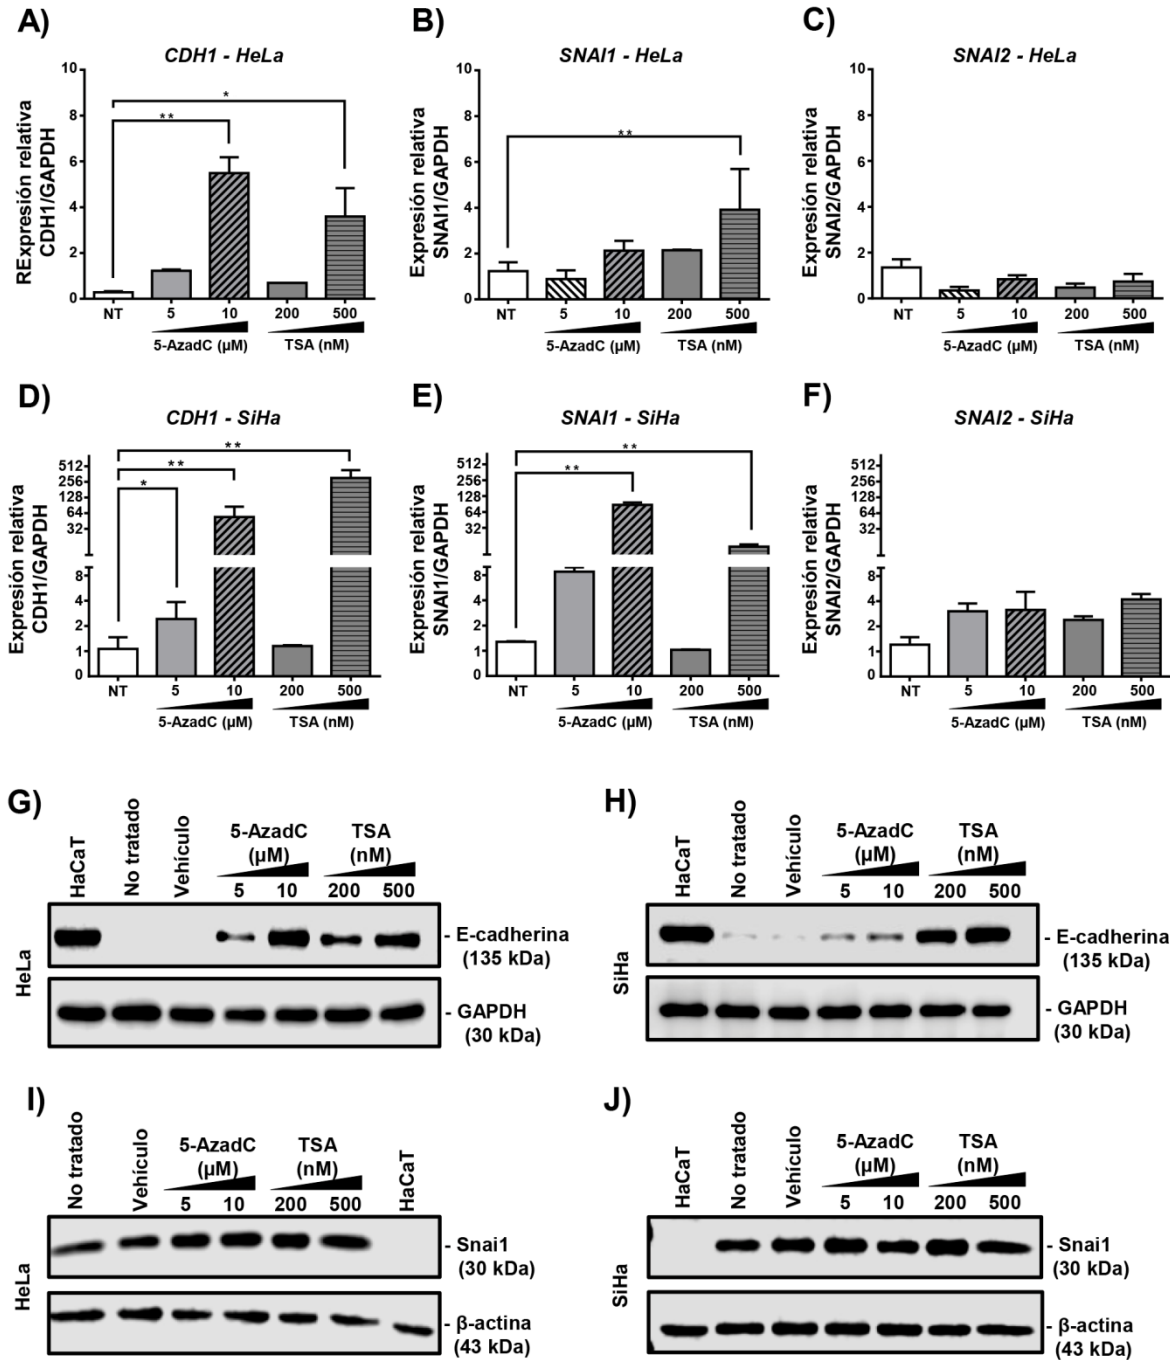 A)
CDH1 - HeLa
RExpresión relativa
CDH1/GAPDH
10
8
6
4
2
0
*
**
NT
5
10
200
500
5-AzadC (µM)
TSA (nM)
B)
SNAI1 - HeLa
Expresión relativa
SNAI1/GAPDH
10
8
6
4
2
0
**
NT
5
10
200
500
5-AzadC (µM)
TSA (nM)
C)
SNAI2 - HeLa
Expresión relativa
SNAI2/GAPDH
10
8
6
4
2
0
NT
5
10
200
500
5-AzadC (µM)
TSA (nM)
D)
CDH1 - SiHa
Expresión relativa
CDH1/GAPDH
512
256
128
64
32
8
4
2
1
0
**
**
*
NT
5
10
200
500
5-AzadC (µM)
TSA (nM)
E)
SNAI1 - SiHa
Expresión relativa
SNAI1/GAPDH
512
256
128
64
32
8
4
2
1
0
**
**
NT
5
10
200
500
5-AzadC (µM)
TSA (nM)
F)
SNAI2 - SiHa
Expresión relativa
SNAI2/GAPDH
512
256
128
64
32
8
4
2
1
0
NT
5
10
200
500
5-AzadC (µM)
TSA (nM)
G)
HaCaT
No tratado
Vehículo
5-AzadC
(µM)
5
10
TSA
(nM)
200
500
HeLa
- E-cadherina
(135 kDa)
- GAPDH
(30 kDa)
H)
HaCaT
No tratado
Vehículo
5-AzadC
(µM)
5
10
TSA
(nM)
200
500
SiHa
- E-cadherina
(135 kDa)
- GAPDH
(30 kDa)
I)
No tratado
Vehículo
5-AzadC
(µM)
5
10
TSA
(nM)
200
500
HaCaT
HeLa
- Snai1
(30 kDa)
- β-actina
(43 kDa)
J)
HaCaT
No tratado
Vehículo
5-AzadC
(µM)
5
10
TSA
(nM)
200
500
SiHa
- Snai1
(30 kDa)
- β-actina
(43 kDa)